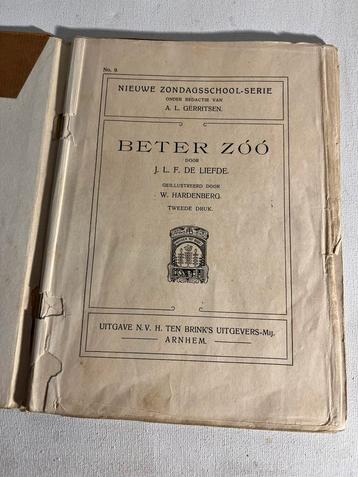 No. 9.
NIEUWE ZONDAGSSCHOOL-SERIE
ONDER REDACTIE VAN
A. L. GERRITSEN.
BETER ZÓÓ
DOOR
J. L. F. DE LIEFDE.
GEÏLLUSTREERD DOOR
W. HARDENBERG.
TWEEDE DRUK.
UITGAVE N. V. H. TEN BRINK'S UITGEVERS-Mij.
ARNHEM.